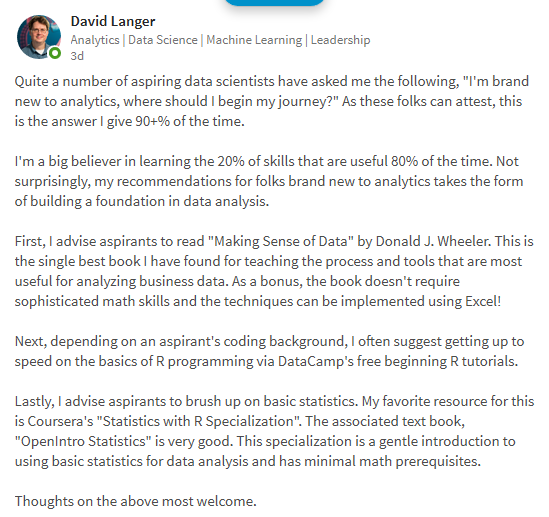 David Langer
Analytics | Data Science | Machine Learning | Leadership
3d
Quite a number of aspiring data scientists have asked me the following, "I'm brand
new to analytics, where should I begin my journey?" As these folks can attest, this
is the answer I give 90+% of the time.
I'm a big believer in learning the 20% of skills that are useful 80% of the time. Not
surprisingly, my recommendations for folks brand new to analytics takes the form
of building a foundation in data analysis.
First, I advise aspirants to read "Making Sense of Data" by Donald J. Wheeler. This is
the single best book I have found for teaching the process and tools that are most
useful for analyzing business data. As a bonus, the book doesn't require
sophisticated math skills and the techniques can be implemented using Excel!
Next, depending on an aspirant's coding background, I often suggest getting up to
speed on the basics of R programming via DataCamp's free beginning R tutorials.
Lastly, I advise aspirants to brush up on basic statistics. My favorite resource for this
is Coursera's "Statistics with R Specialization". The associated text book,
"OpenIntro Statistics" is very good. This specialization is a gentle introduction to
using basic statistics for data analysis and has minimal math prerequisites.
Thoughts on the above most welcome.